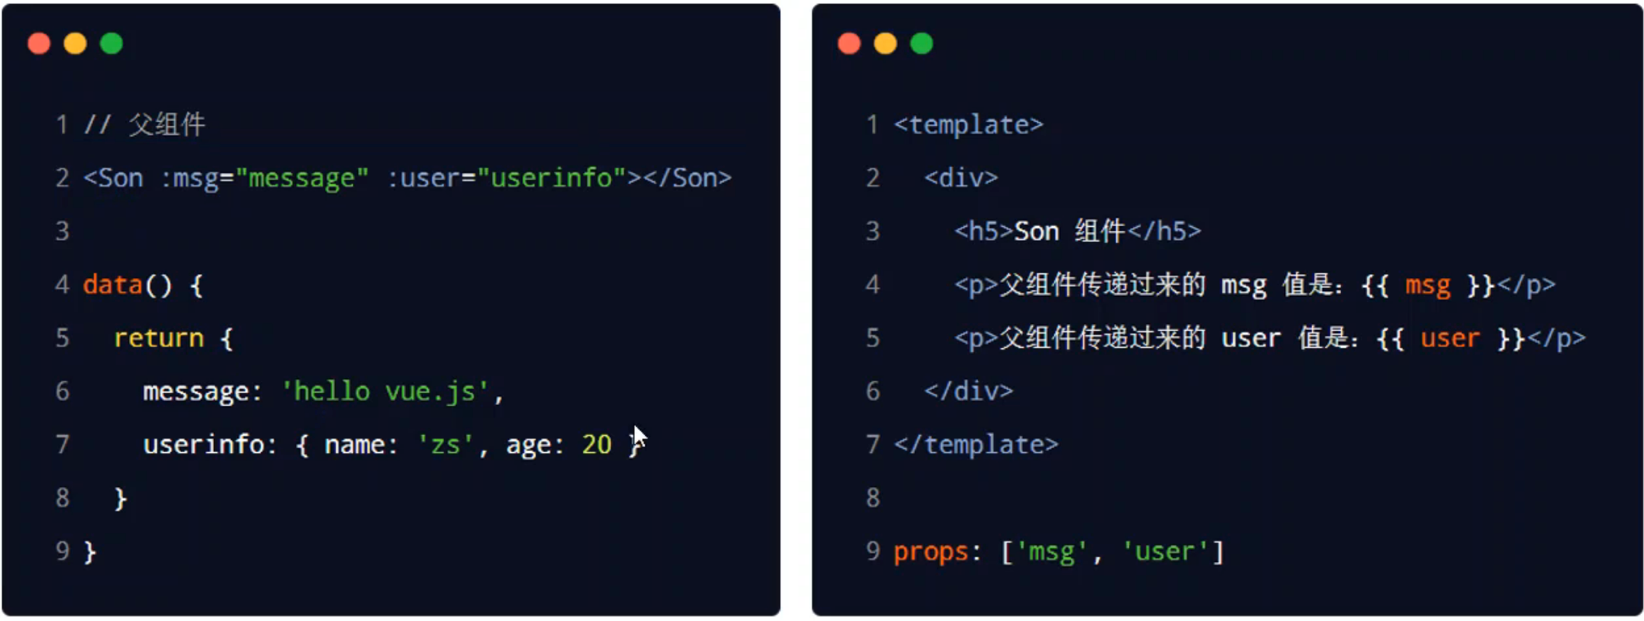 1 // 父组件
2 <Son :msg="message" :user="userinfo"></Son>
3
4 data() {
5   return {
6     message: 'hello vue.js',
7     userinfo: { name: 'zs', age: 20 }
8   }
9 }
1 <template>
2   <div>
3     <h5>Son 组件</h5>
4     <p>父组件传递过来的 msg 值是: {{ msg }}</p>
5     <p>父组件传递过来的 user 值是: {{ user }}</p>
6   </div>
7 </template>
8
9 props: ['msg', 'user']